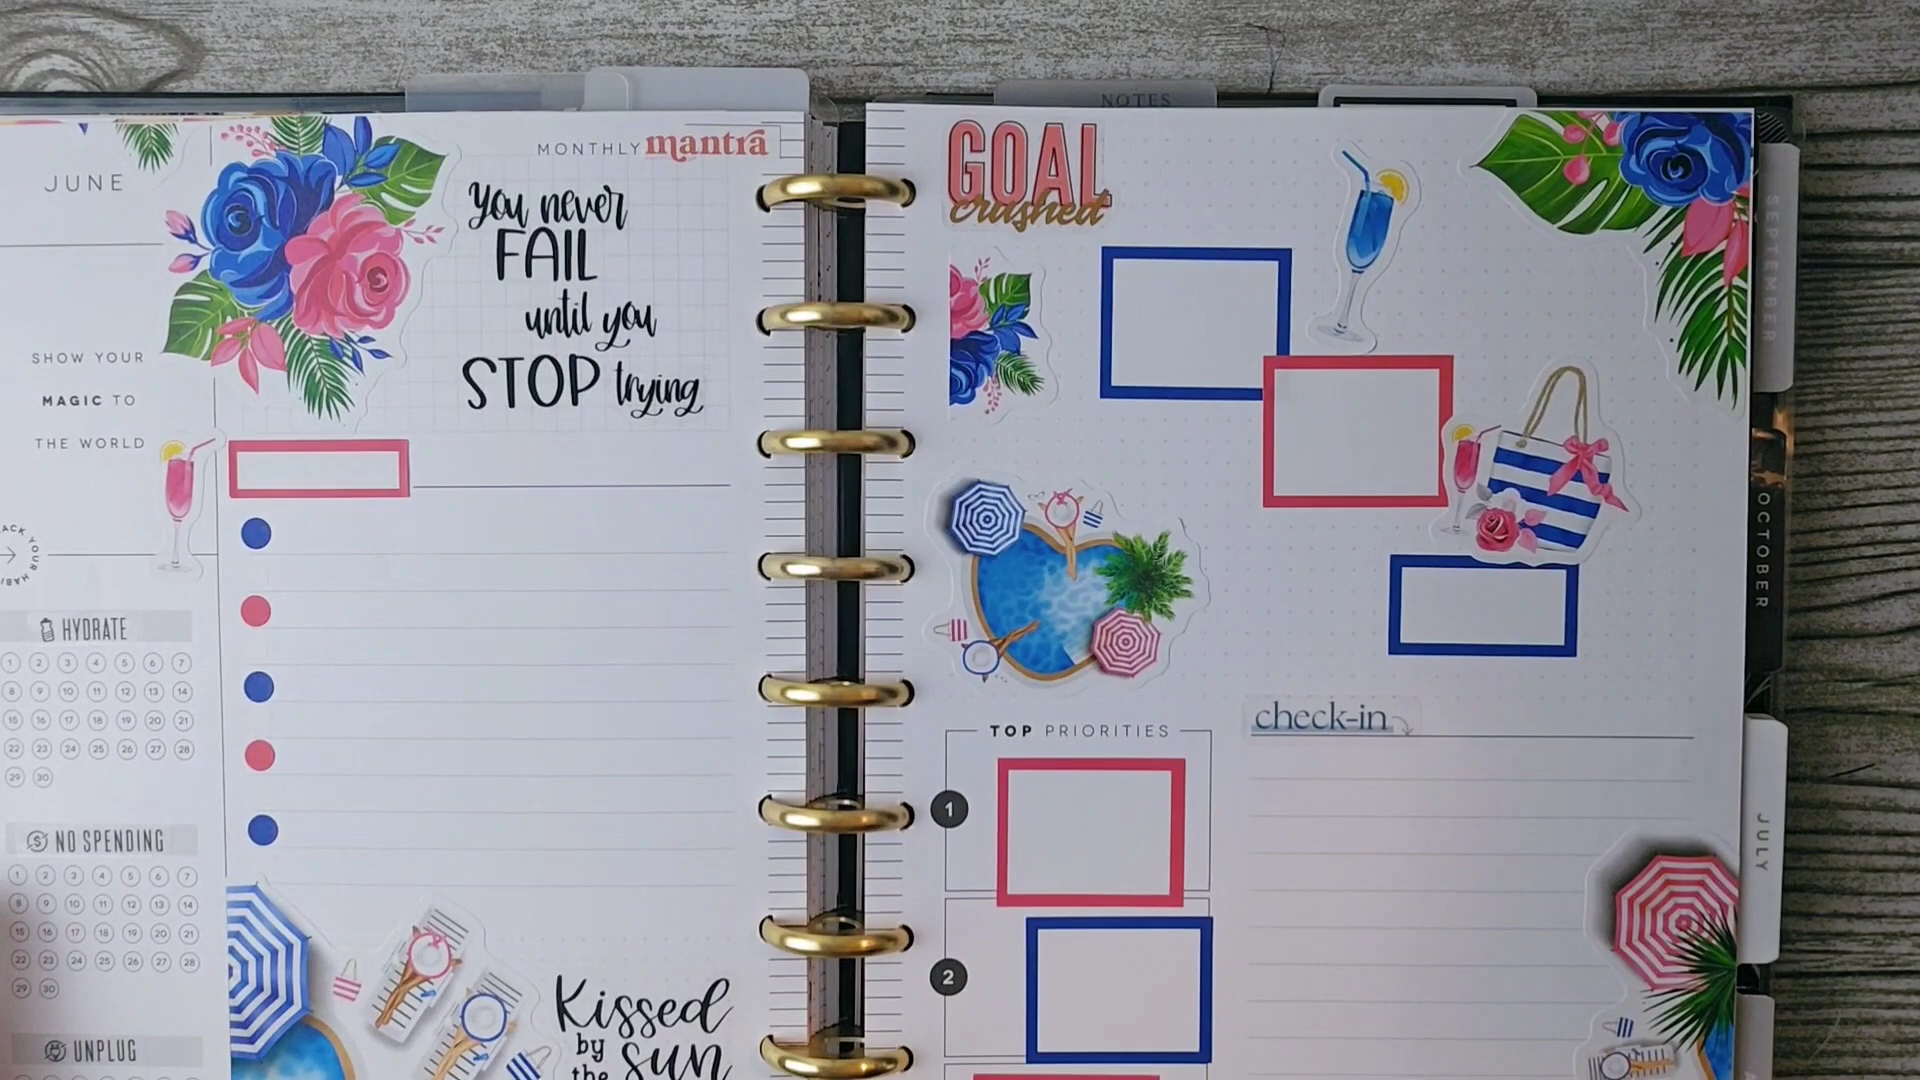 JUNE
SHOW YOUR
MAGIC TO
THE WORLD
HYDRATE
1 2 3 4 5 6 7
8 9 10 11 12 13 14
15 16 17 18 19 20 21
22 23 24 25 26 27 28
29 30
NO SPENDING
1 2 3 4 5 6 7
8 9 10 11 12 13 14
15 16 17 18 19 20 21
22 23 24 25 26 27 28
29 30
UNPLUG
MONTHLY mantra
You never
FAIL
until you
STOP trying
Kissed
by
the sun
NOTES
GOAL
crushed
TOP PRIORITIES
1
2
check-in
SEPTEMBER
OCTOBER
JULY